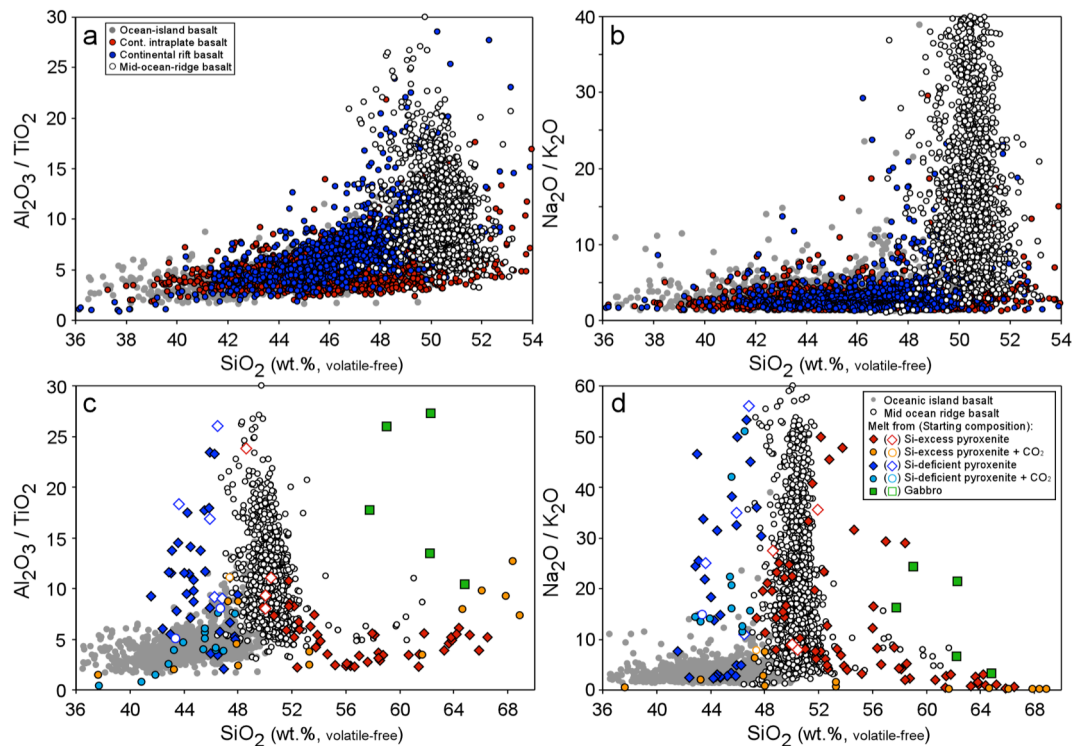 a
30
25
20
15
10
5
0
Al₂O₃ / TiO₂
Ocean-island basalt
Cont. intraplate basalt
Continental rift basalt
Mid-ocean-ridge basalt
36 38 40 42 44 46 48 50 52 54
SiO₂ (wt.%, volatile-free)
b
40
30
20
10
0
Na₂O / K₂O
36 38 40 42 44 46 48 50 52 54
SiO₂ (wt.%, volatile-free)
c
30
25
20
15
10
5
0
Al₂O₃ / TiO₂
36 40 44 48 52 56 60 64 68
SiO₂ (wt.%, volatile-free)
d
60
50
40
30
20
10
0
Na₂O / K₂O
Oceanic island basalt
Mid ocean ridge basalt
Melt from (Starting composition):
( ) Si-excess pyroxenite
( ) Si-excess pyroxenite + CO₂
( ) Si-deficient pyroxenite
( ) Si-deficient pyroxenite + CO₂
( ) Gabbro
36 40 44 48 52 56 60 64 68
SiO₂ (wt.%, volatile-free)